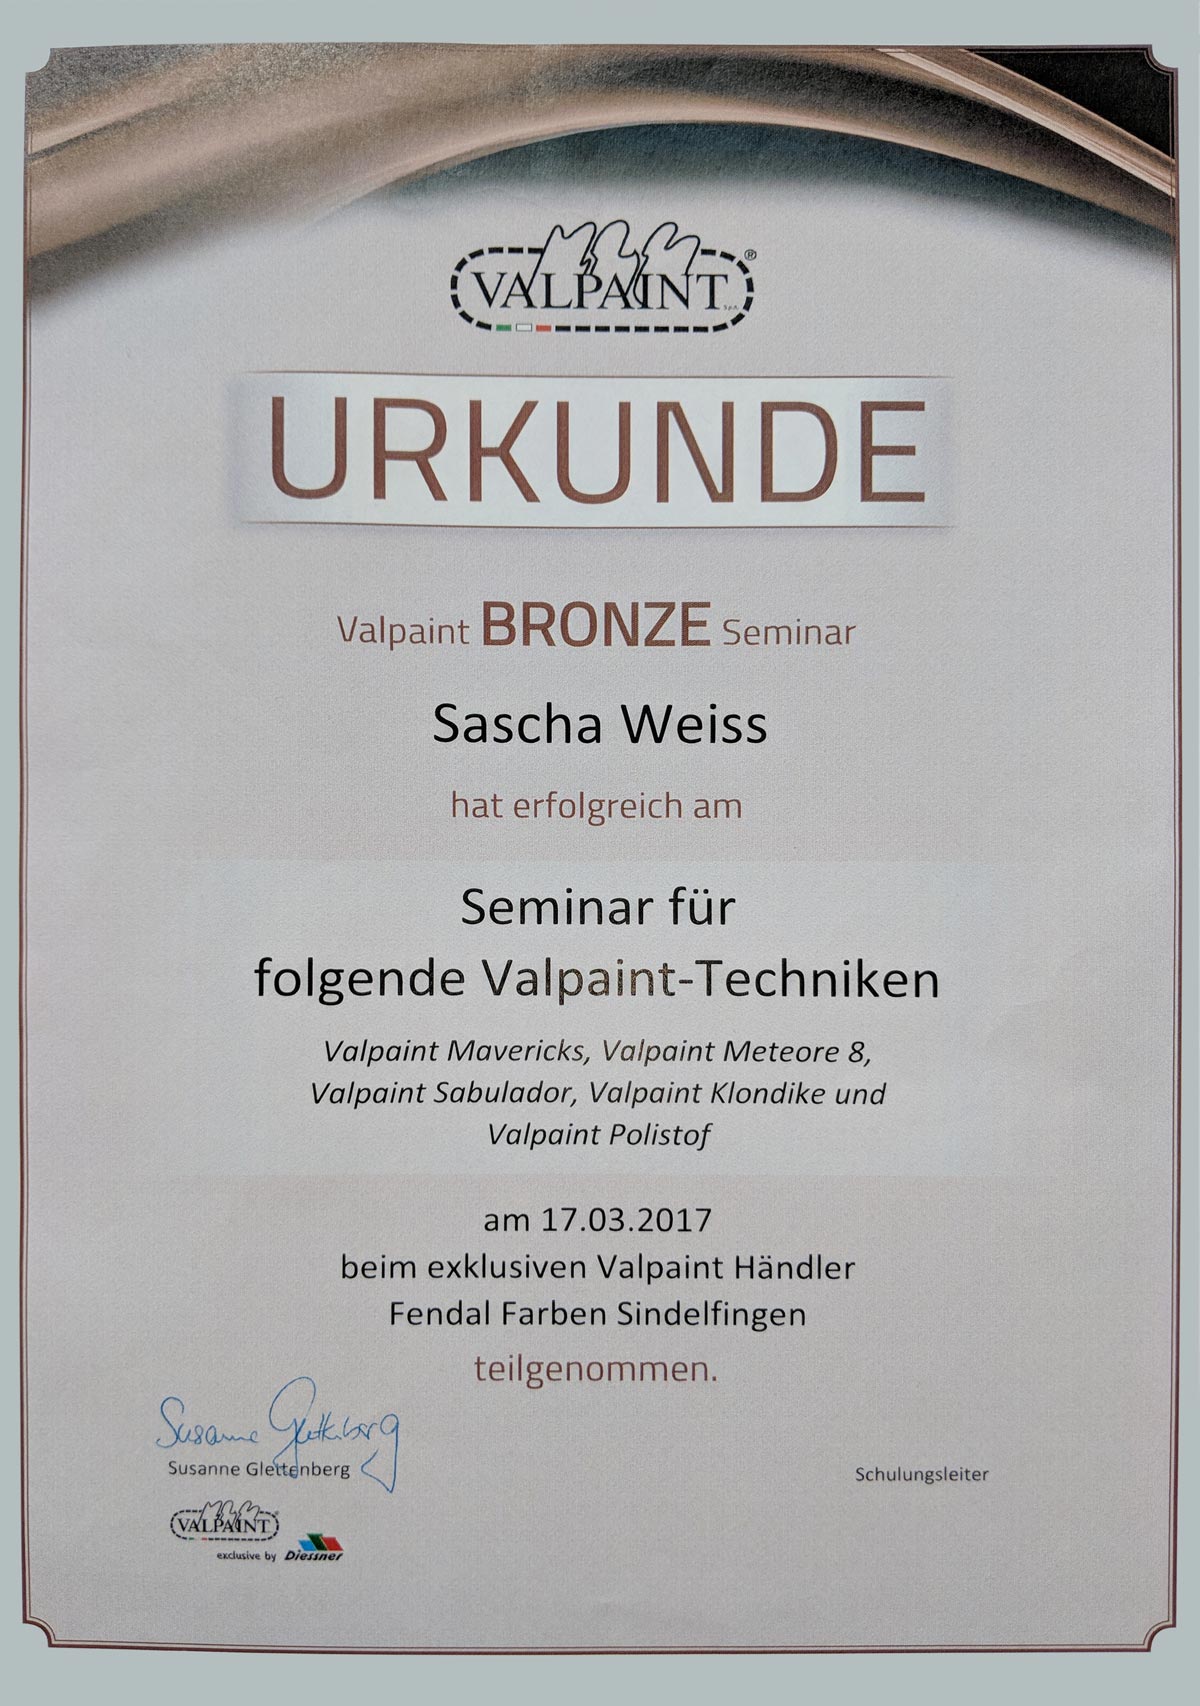 VALPAINT®
S.p.A.
URKUNDE
Valpaint BRONZE Seminar
Sascha Weiss
hat erfolgreich am
Seminar für
folgende Valpaint-Techniken
Valpaint Mavericks, Valpaint Meteore 8,
Valpaint Sabulador, Valpaint Klondike und
Valpaint Polistof
am 17.03.2017
beim exklusiven Valpaint Händler
Fendal Farben Sindelfingen
teilgenommen.
Susanne Glettenberg
Susanne Glettenberg
Schulungsleiter
VALPAINT
exclusive by Diessner